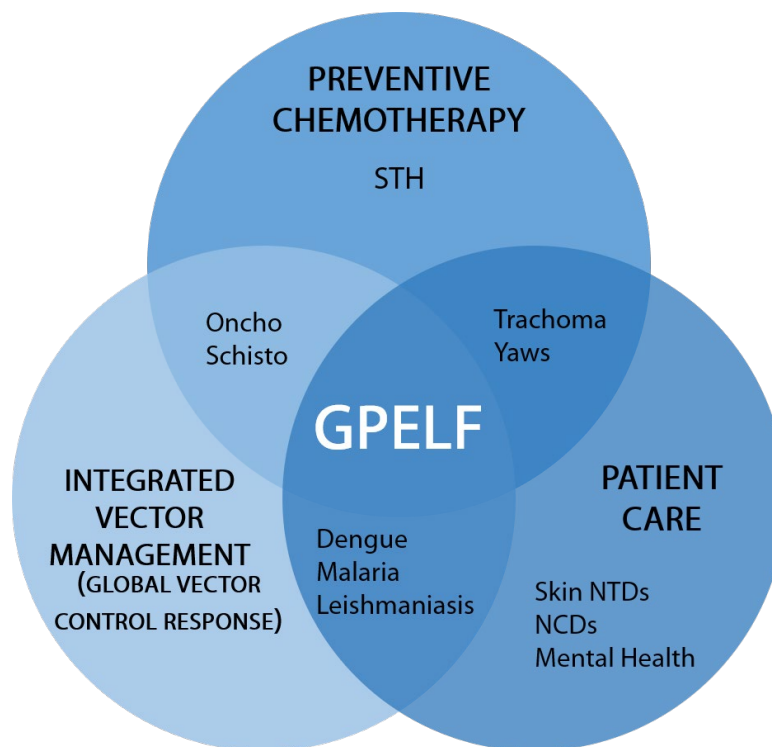 PREVENTIVE
CHEMOTHERAPY
STH
Oncho
Schisto
Trachoma
Yaws
GPELF
INTEGRATED
VECTOR
MANAGEMENT
(GLOBAL VECTOR
CONTROL RESPONSE)
Dengue
Malaria
Leishmaniasis
PATIENT
CARE
Skin NTDs
NCDs
Mental Health